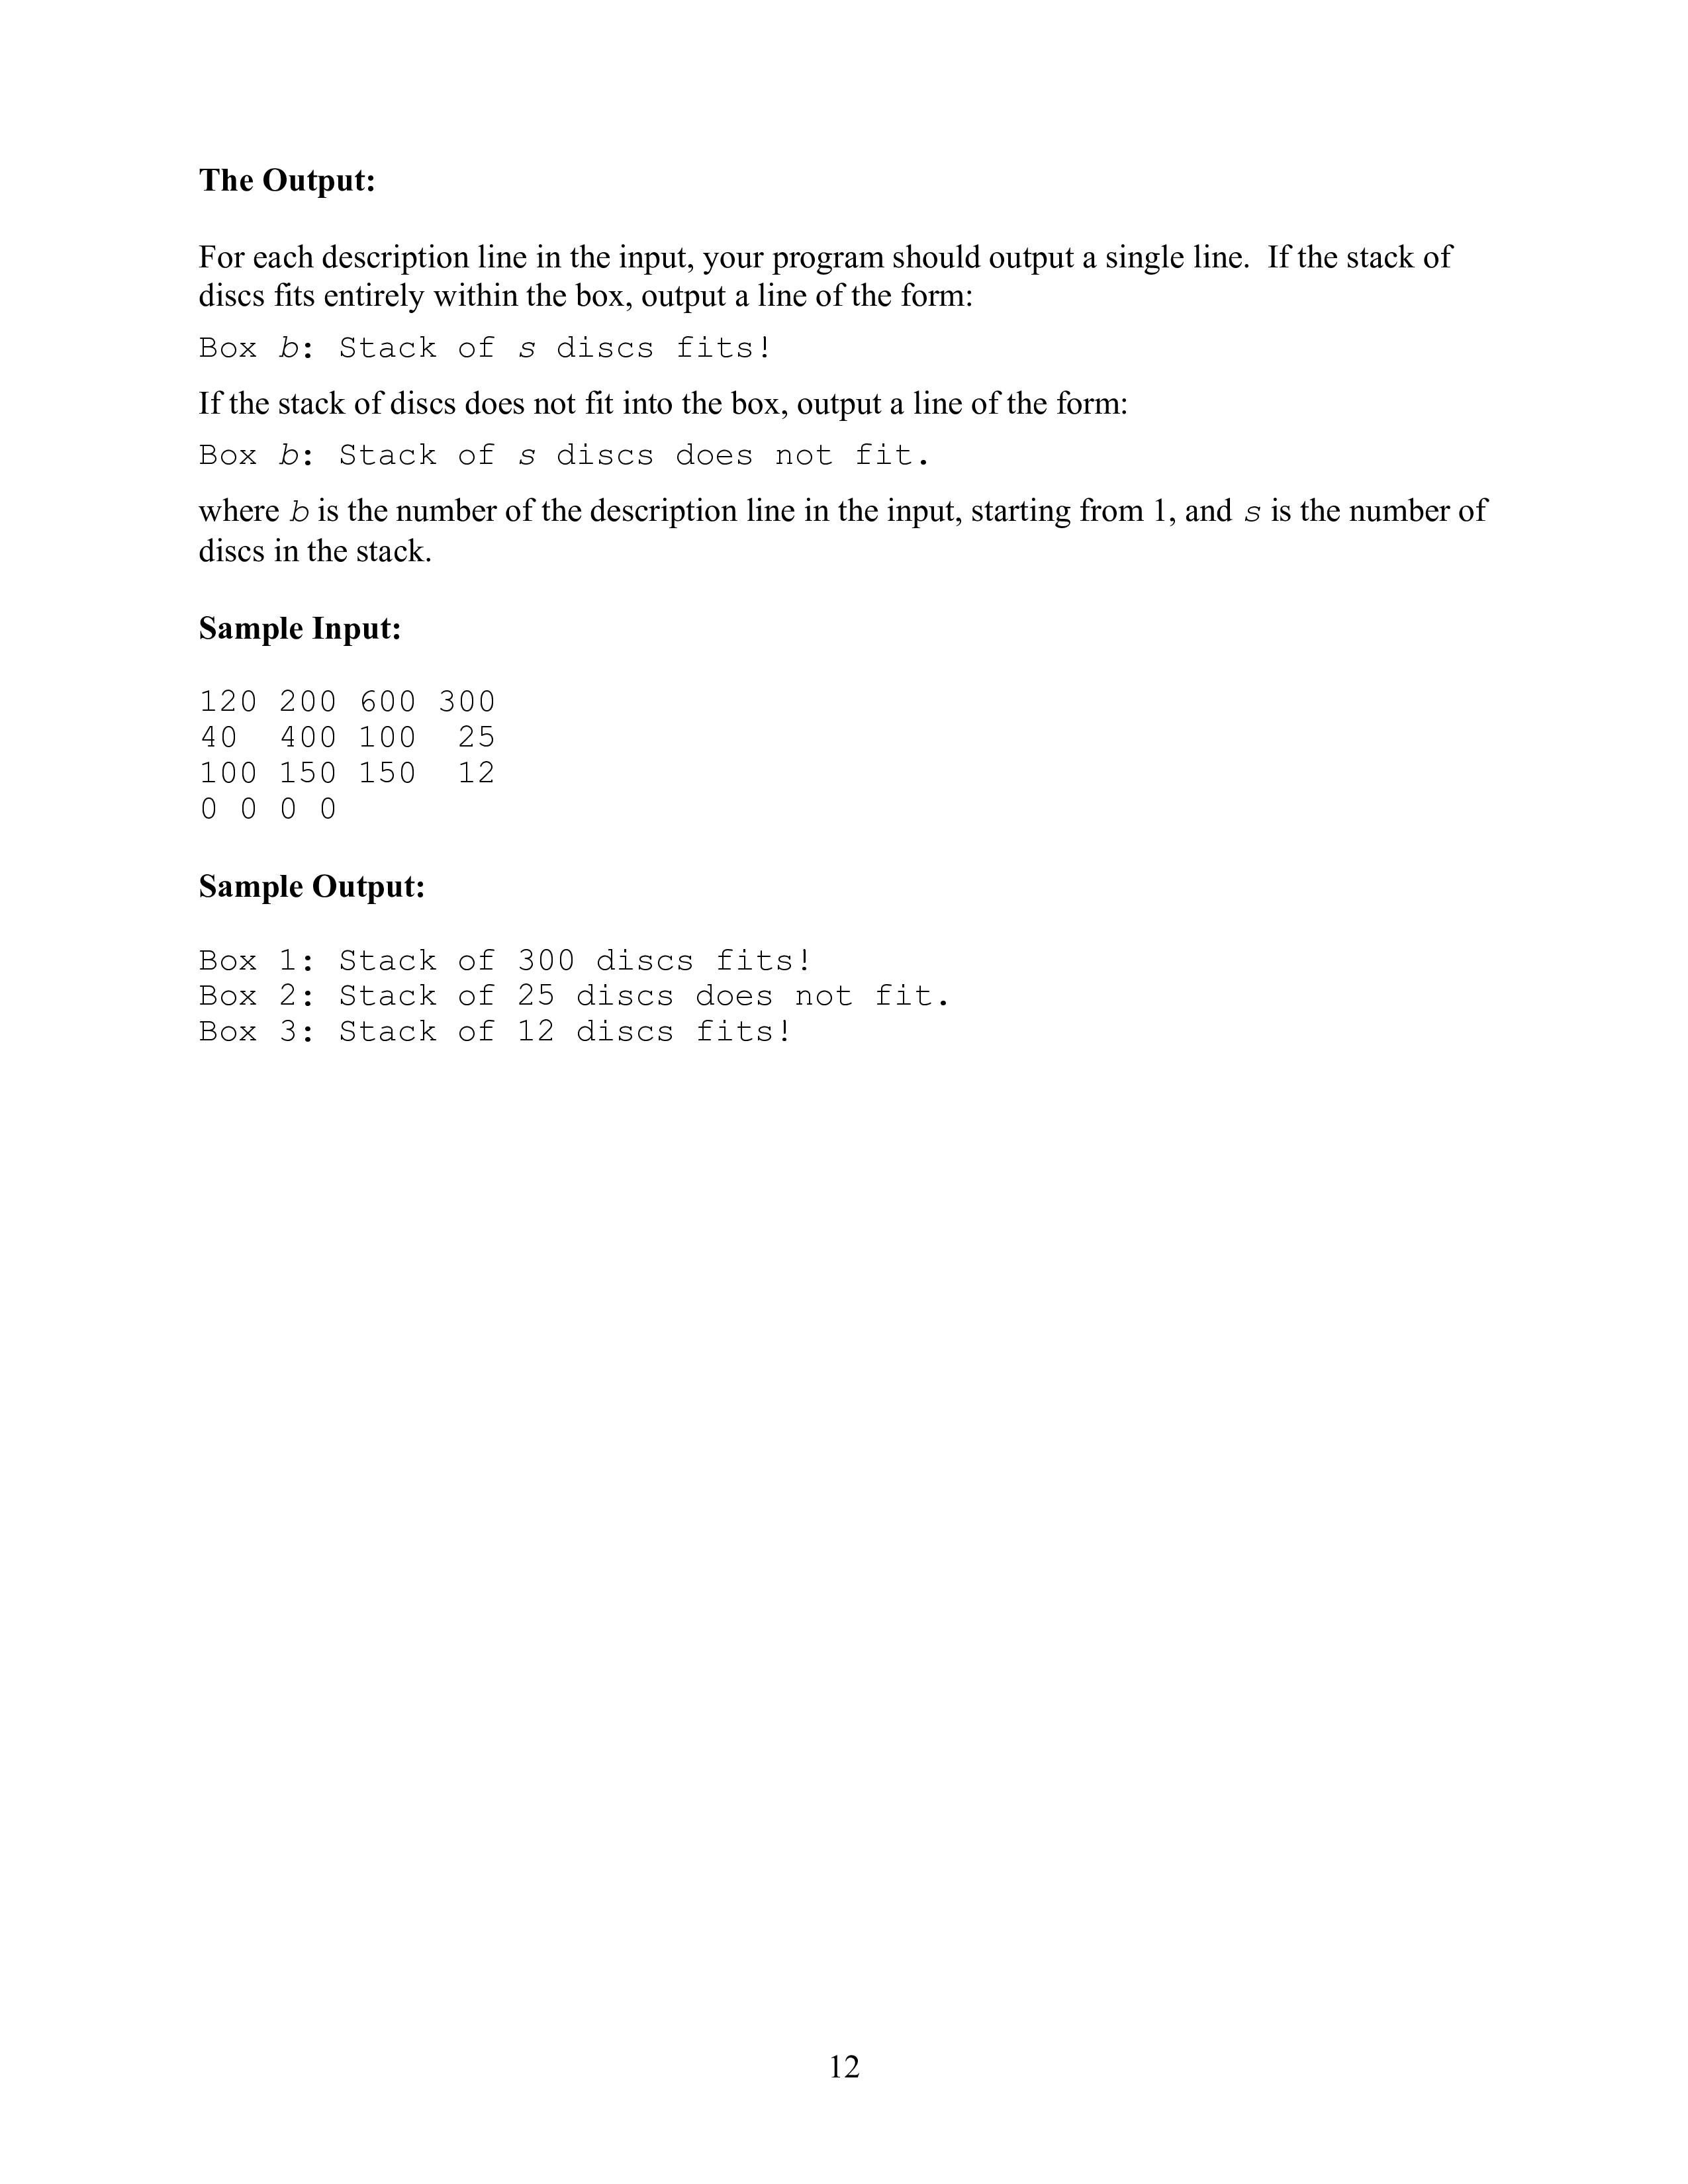 The Output:
For each description line in the input, your program should output a single line.  If the stack of
discs fits entirely within the box, output a line of the form:
Box b: Stack of s discs fits!
If the stack of discs does not fit into the box, output a line of the form:
Box b: Stack of s discs does not fit.
where b is the number of the description line in the input, starting from 1, and s is the number of
discs in the stack.
Sample Input:
120 200 600 300
40  400 100  25
100 150 150  12
0 0 0 0
Sample Output:
Box 1: Stack of 300 discs fits!
Box 2: Stack of 25 discs does not fit.
Box 3: Stack of 12 discs fits!
12